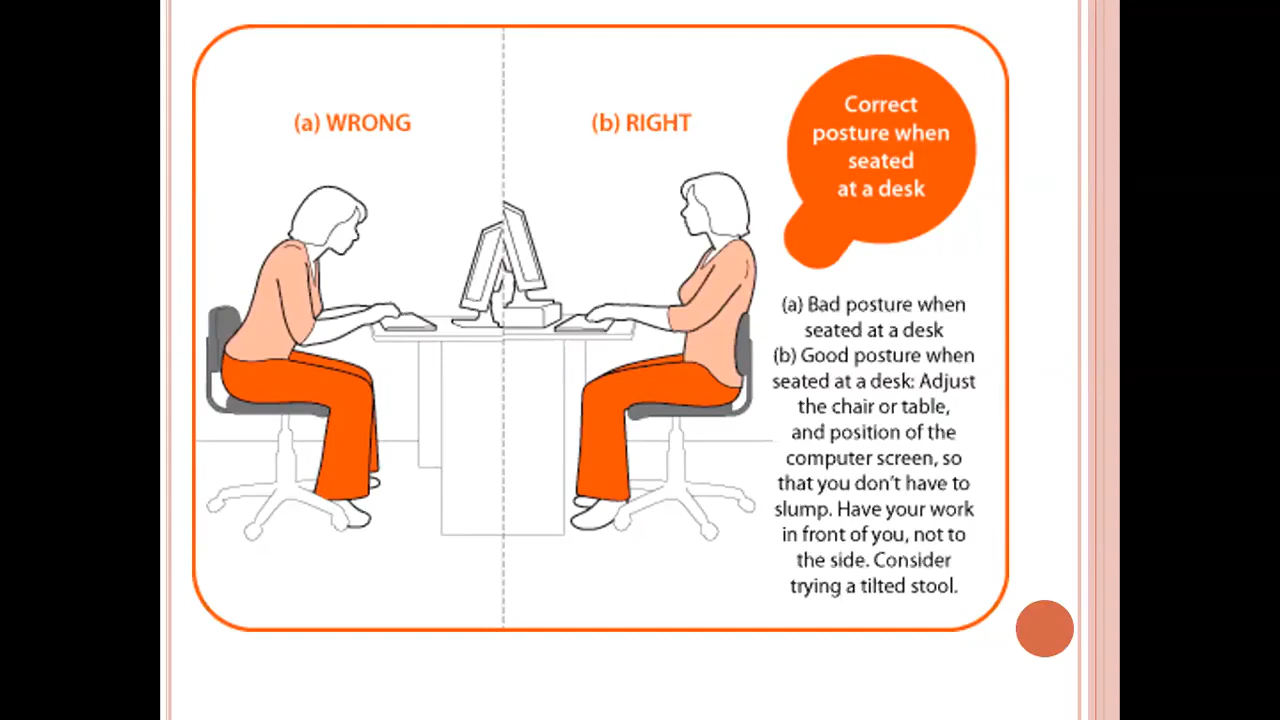 (a) WRONG
(b) RIGHT
Correct
posture when
seated
at a desk
(a) Bad posture when
seated at a desk
(b) Good posture when
seated at a desk: Adjust
the chair or table,
and position of the
computer screen, so
that you don't have to
slump. Have your work
in front of you, not to
the side. Consider
trying a tilted stool.